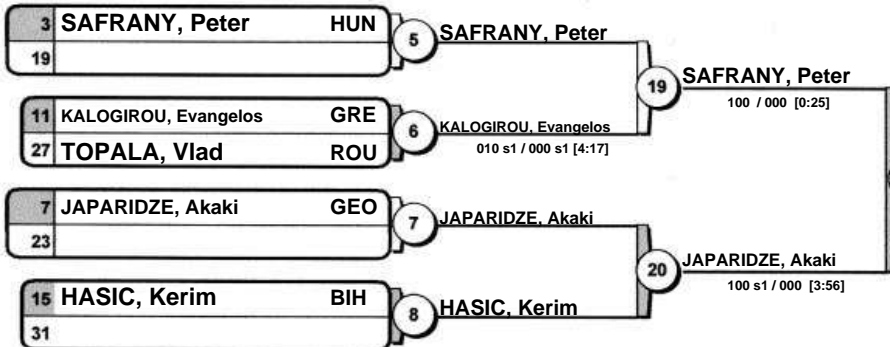 3 SAFRANY, Peter HUN
19
5 SAFRANY, Peter
11 KALOGIROU, Evangelos GRE
27 TOPALA, Vlad ROU
6 KALOGIROU, Evangelos
010 s1 / 000 s1 [4:17]
19 SAFRANY, Peter
100 / 000 [0:25]
7 JAPARIDZE, Akaki GEO
23
7 JAPARIDZE, Akaki
15 HASIC, Kerim BIH
31
8 HASIC, Kerim
20 JAPARIDZE, Akaki
100 s1 / 000 [3:56]